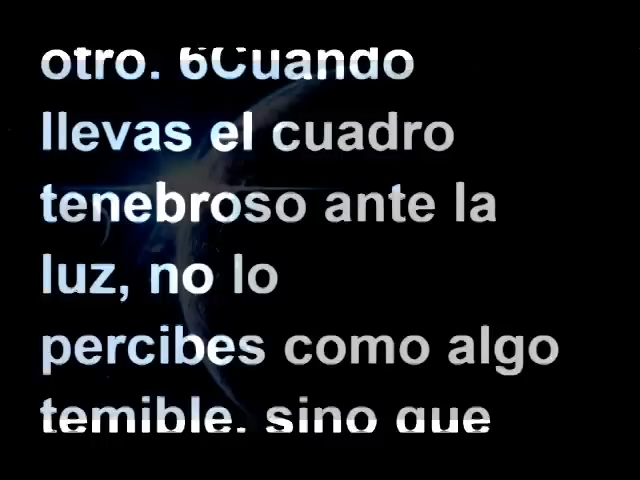 otro. 6Cuando
llevas el cuadro
tenebroso ante la
luz, no lo
percibes como algo
temible, sino que